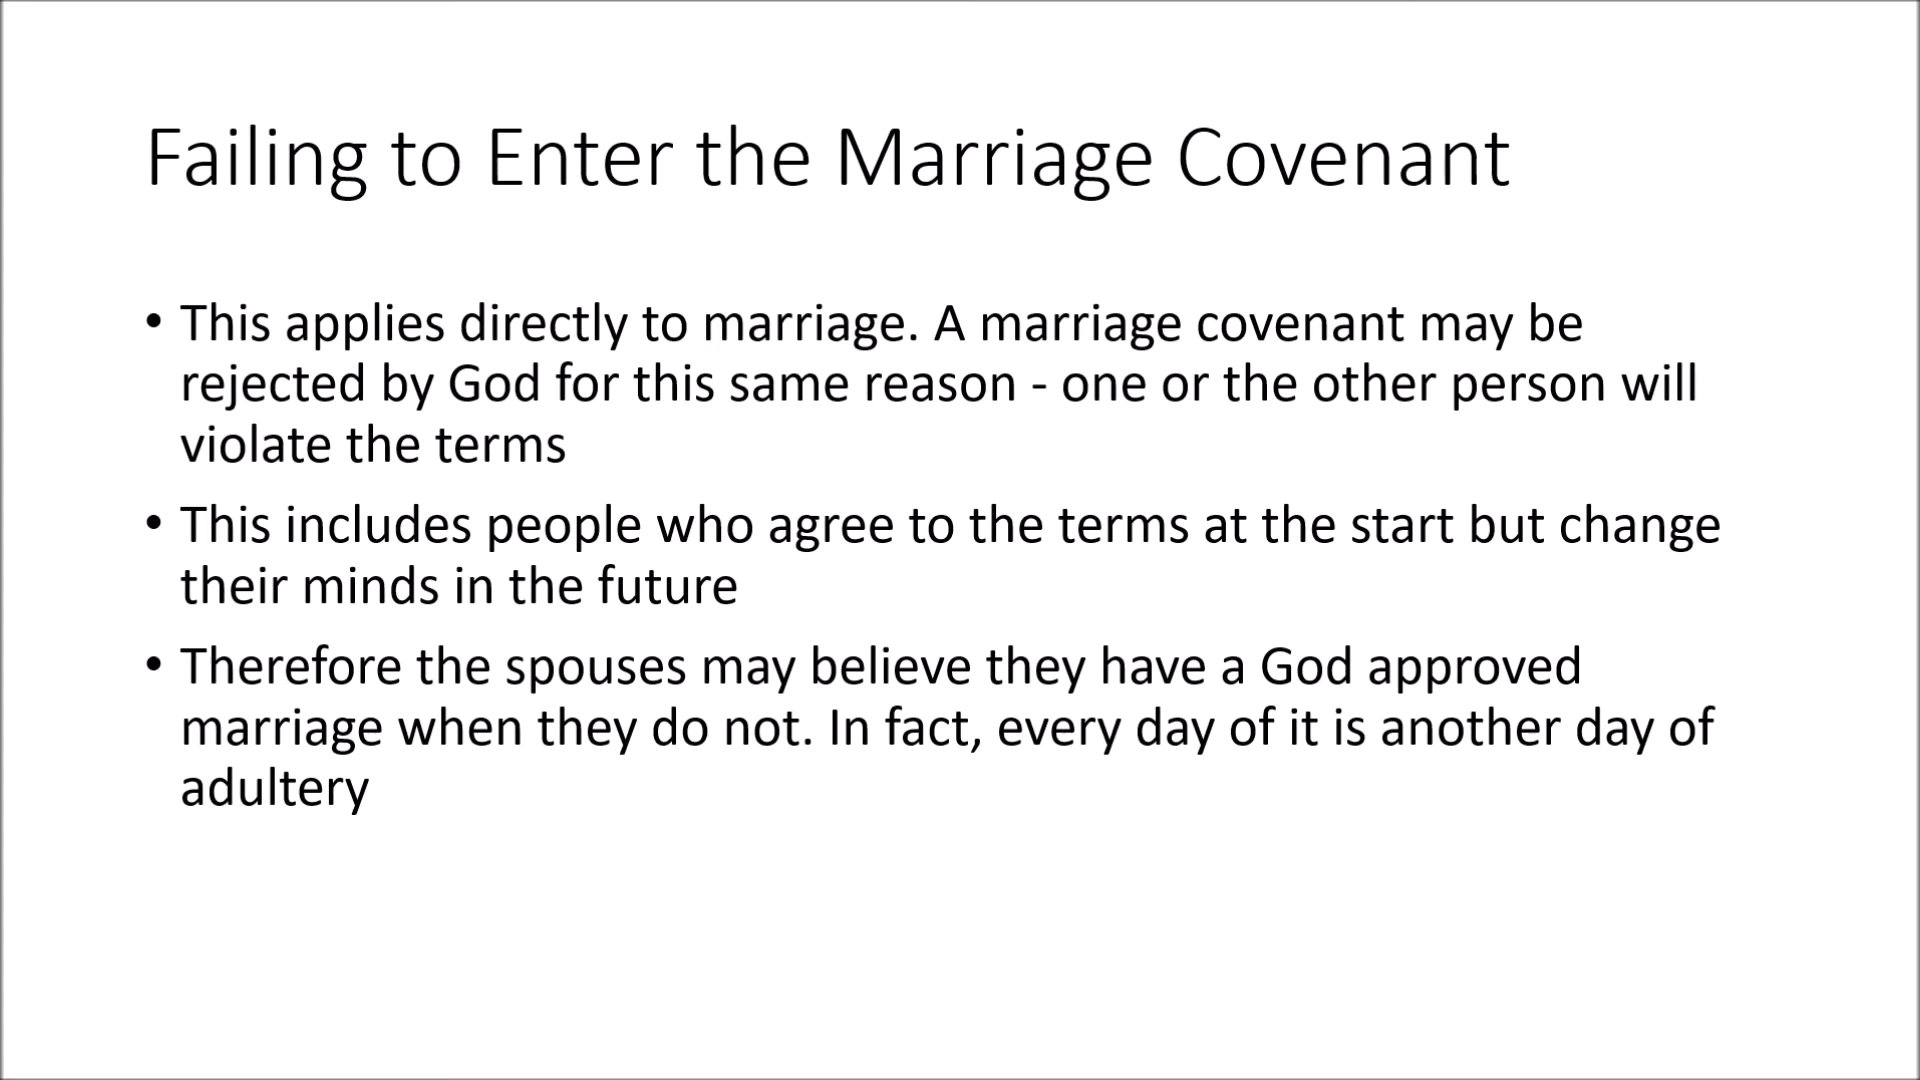 Failing to Enter the Marriage Covenant
• This applies directly to marriage. A marriage covenant may be
rejected by God for this same reason - one or the other person will
violate the terms
• This includes people who agree to the terms at the start but change
their minds in the future
• Therefore the spouses may believe they have a God approved
marriage when they do not. In fact, every day of it is another day of
adultery